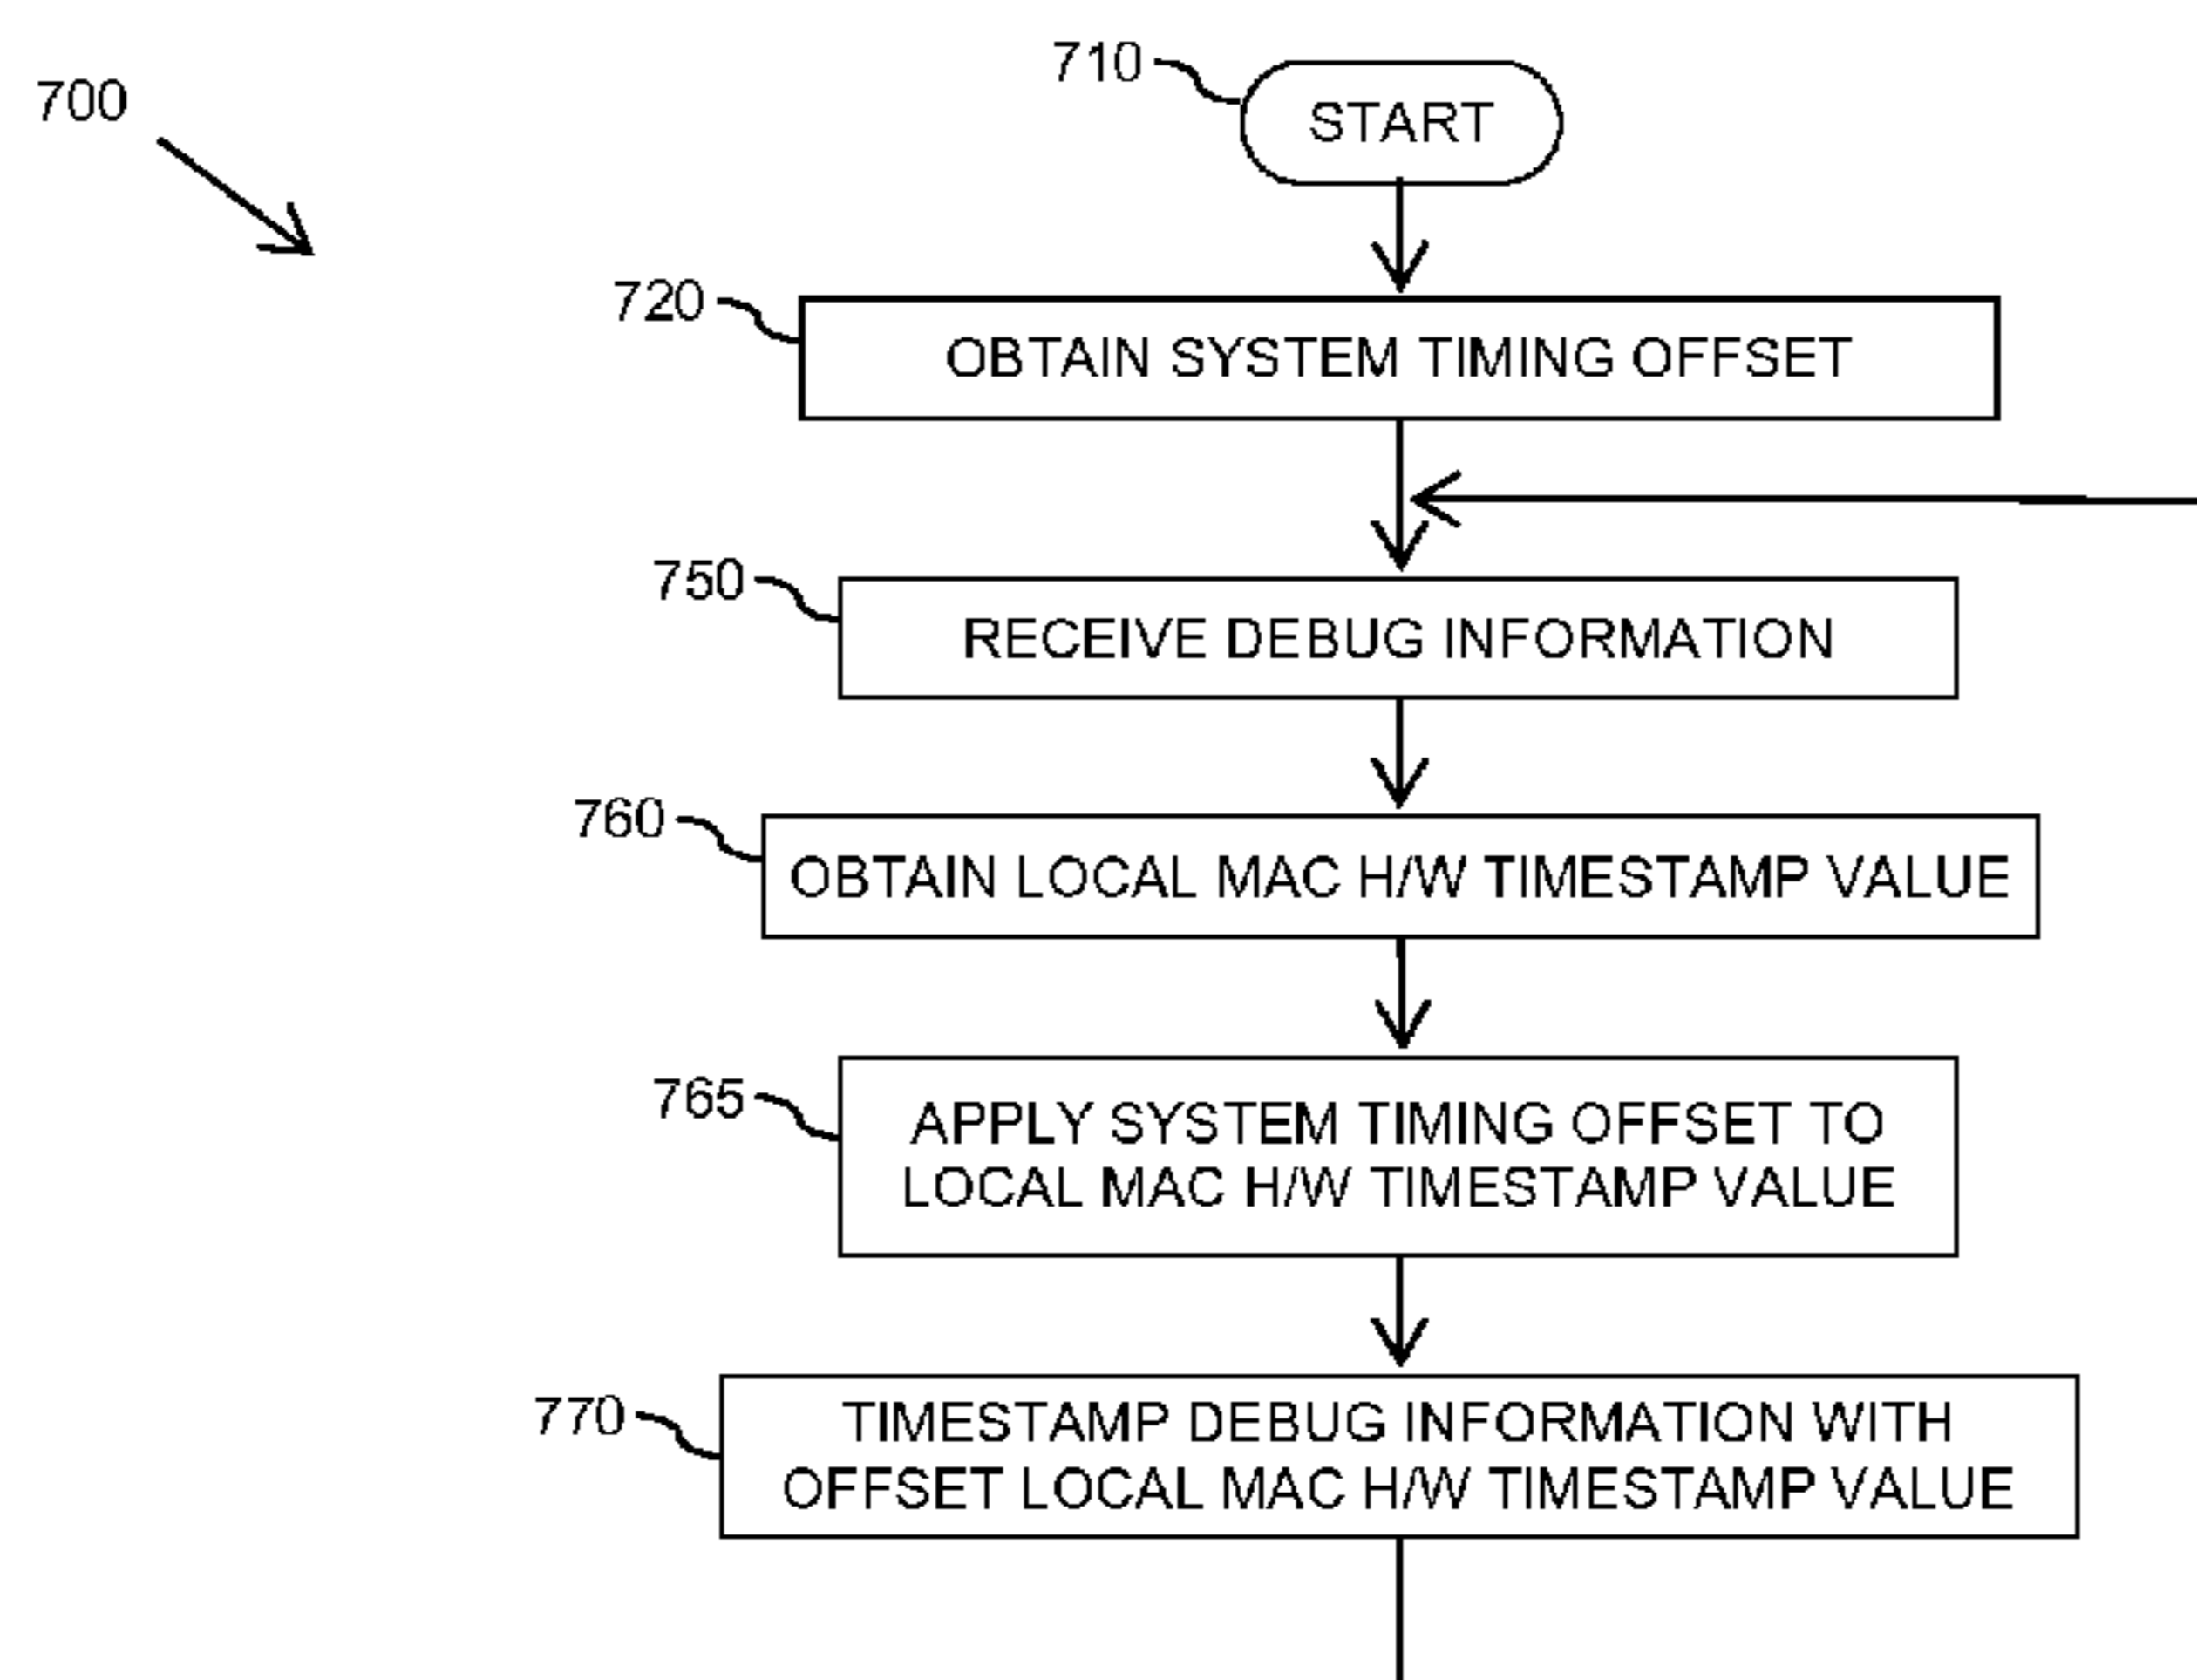 700
710
START
720
OBTAIN SYSTEM TIMING OFFSET
750
RECEIVE DEBUG INFORMATION
760
OBTAIN LOCAL MAC H/W TIMESTAMP VALUE
765
APPLY SYSTEM TIMING OFFSET TO
LOCAL MAC H/W TIMESTAMP VALUE
770
TIMESTAMP DEBUG INFORMATION WITH
OFFSET LOCAL MAC H/W TIMESTAMP VALUE